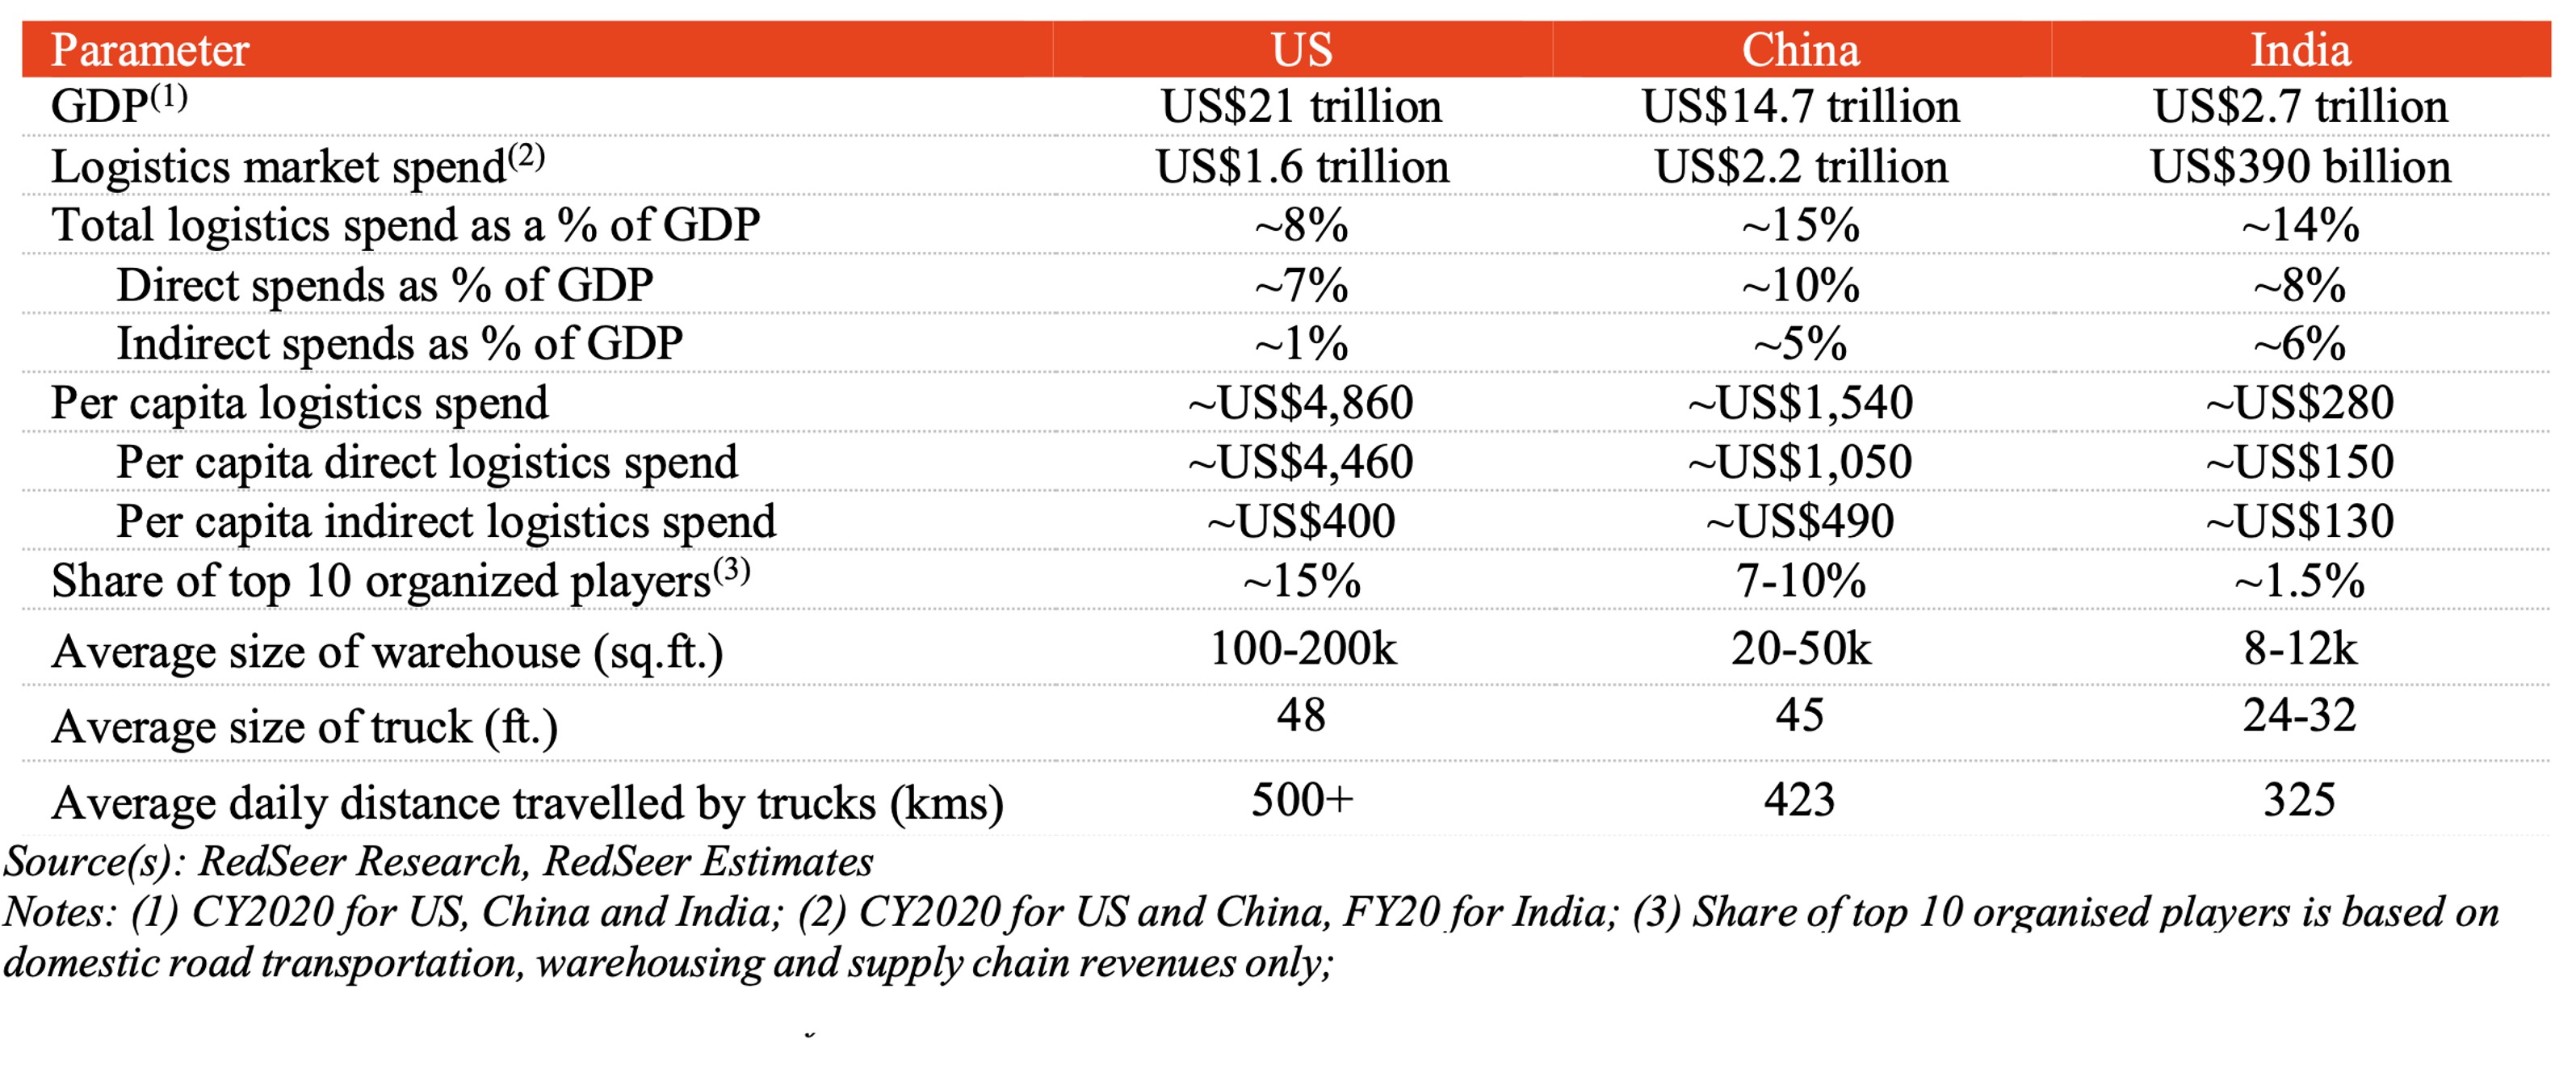 Parameter US China India
GDP(1) US$21 trillion US$14.7 trillion US$2.7 trillion
Logistics market spend(2) US$1.6 trillion US$2.2 trillion US$390 billion
Total logistics spend as a % of GDP ~8% ~15% ~14%
Direct spends as % of GDP ~7% ~10% ~8%
Indirect spends as % of GDP ~1% ~5% ~6%
Per capita logistics spend ~US$4,860 ~US$1,540 ~US$280
Per capita direct logistics spend ~US$4,460 ~US$1,050 ~US$150
Per capita indirect logistics spend ~US$400 ~US$490 ~US$130
Share of top 10 organized players(3) ~15% 7-10% ~1.5%
Average size of warehouse (sq.ft.) 100-200k 20-50k 8-12k
Average size of truck (ft.) 48 45 24-32
Average daily distance travelled by trucks (kms) 500+ 423 325
Source(s): RedSeer Research, RedSeer Estimates
Notes: (1) CY2020 for US, China and India; (2) CY2020 for US and China, FY20 for India; (3) Share of top 10 organised players is based on
domestic road transportation, warehousing and supply chain revenues only;